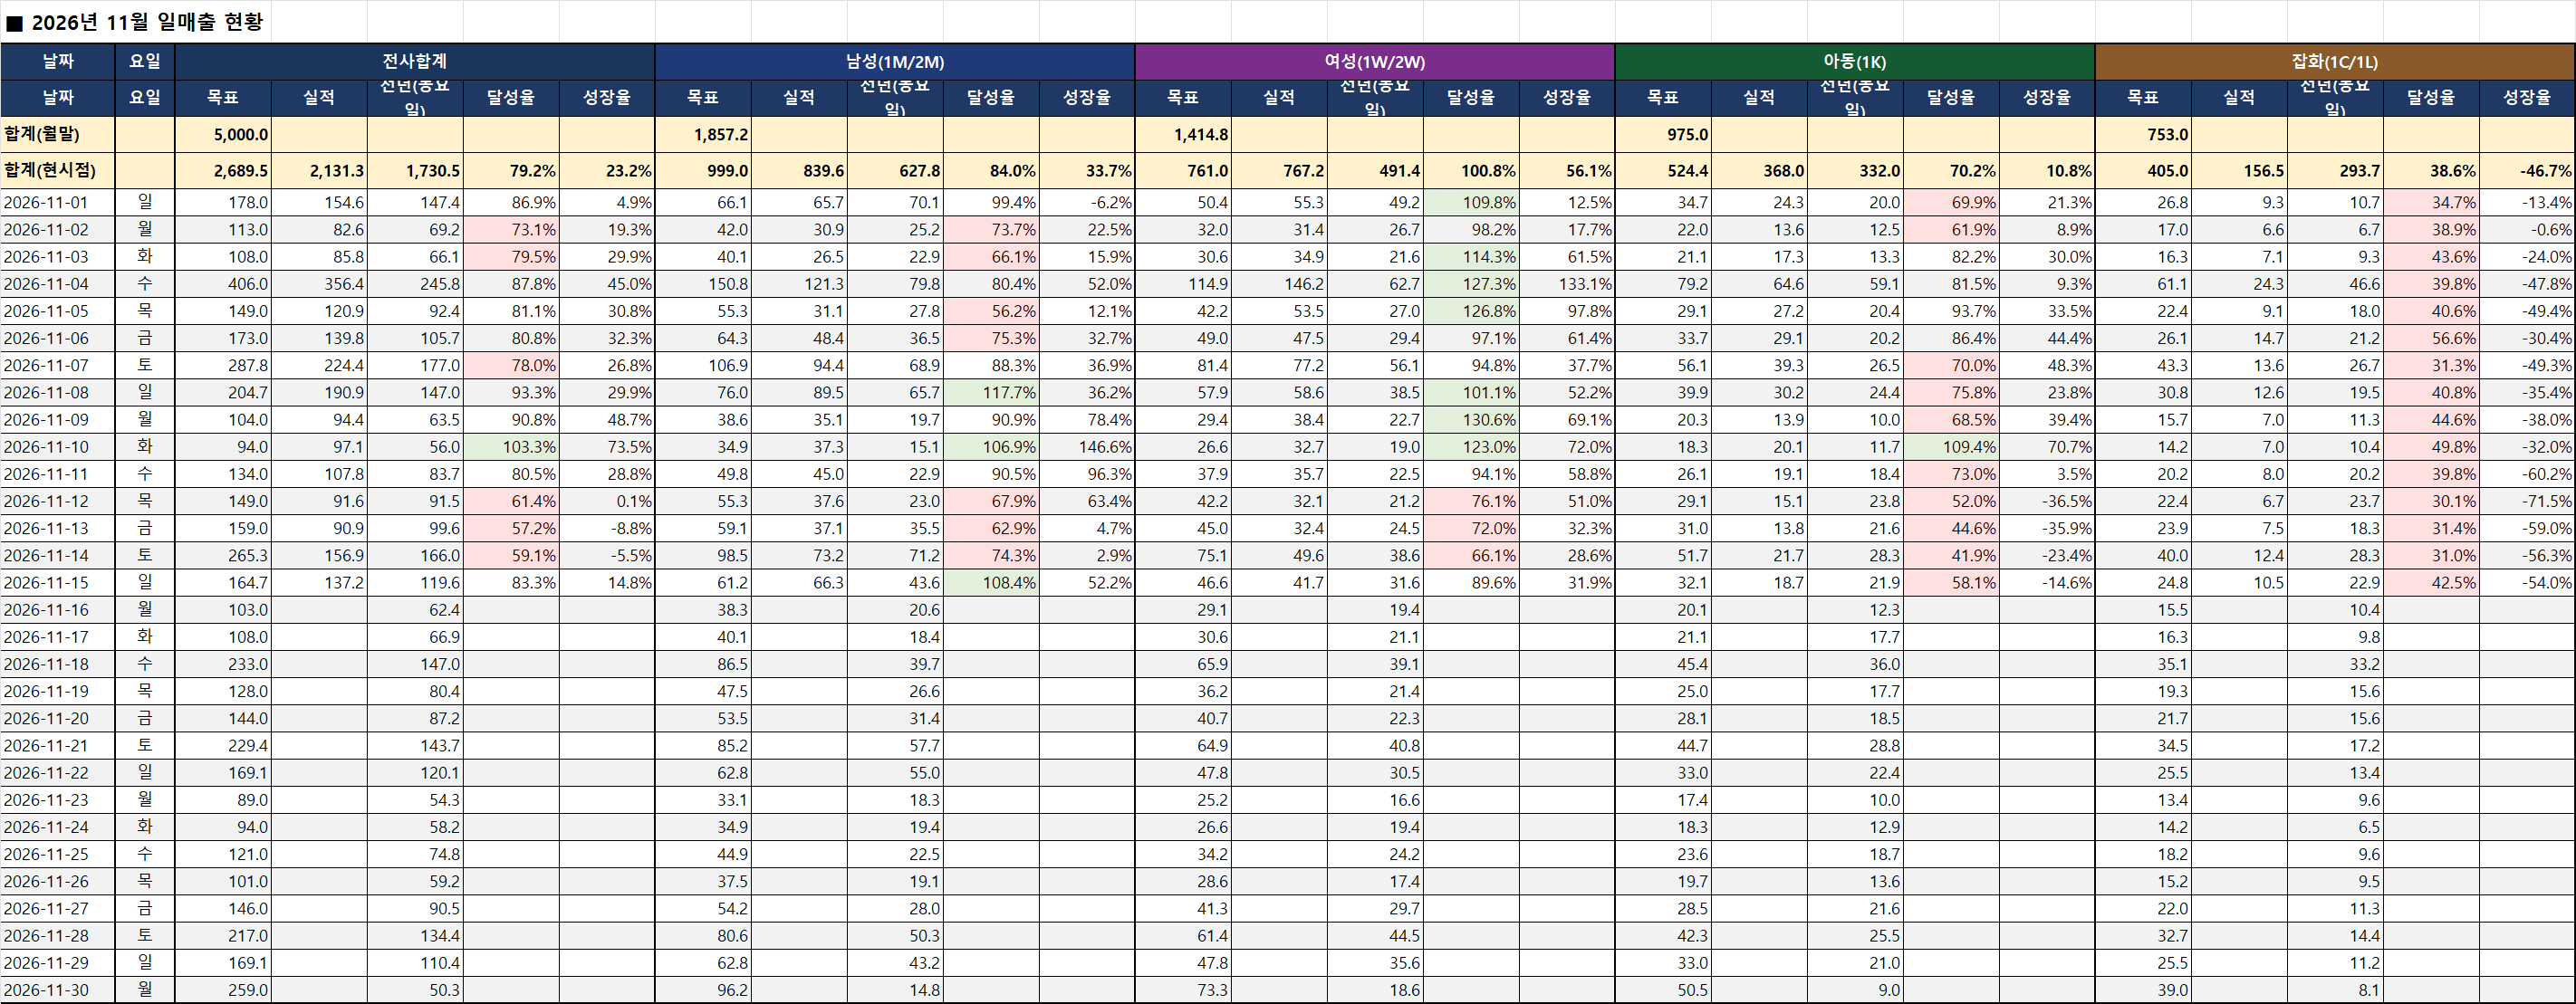 ■ 2026년 11월 일매출 현황
날짜 요일 전사합계 남성(1M/2M) 여성(1W/2W) 아동(1K) 잡화(1C/1L)
날짜 요일 목표 실적 전년(동요일) 달성율 성장율 목표 실적 전년(동요일) 달성율 성장율 목표 실적 전년(동요일) 달성율 성장율 목표 실적 전년(동요일) 달성율 성장율 목표 실적 전년(동요일) 달성율 성장율
합계(월말) 5,000.0 1,857.2 1,414.8 975.0 753.0
합계(현시점) 2,689.5 2,131.3 1,730.5 79.2% 23.2% 999.0 839.6 627.8 84.0% 33.7% 761.0 767.2 491.4 100.8% 56.1% 524.4 368.0 332.0 70.2% 10.8% 405.0 156.5 293.7 38.6% -46.7%
2026-11-01 일 178.0 154.6 147.4 86.9% 4.9% 66.1 65.7 70.1 99.4% -6.2% 50.4 55.3 49.2 109.8% 12.5% 34.7 24.3 20.0 69.9% 21.3% 26.8 9.3 10.7 34.7% -13.4%
2026-11-02 월 113.0 82.6 69.2 73.1% 19.3% 42.0 30.9 25.2 73.7% 22.5% 32.0 31.4 26.7 98.2% 17.7% 22.0 13.6 12.5 61.9% 8.9% 17.0 6.6 6.7 38.9% -0.6%
2026-11-03 화 108.0 85.8 66.1 79.5% 29.9% 40.1 26.5 22.9 66.1% 15.9% 30.6 34.9 21.6 114.3% 61.5% 21.1 17.3 13.3 82.2% 30.0% 16.3 7.1 9.3 43.6% -24.0%
2026-11-04 수 406.0 356.4 245.8 87.8% 45.0% 150.8 121.3 79.8 80.4% 52.0% 114.9 146.2 62.7 127.3% 133.1% 79.2 64.6 59.1 81.5% 9.3% 61.1 24.3 46.6 39.8% -47.8%
2026-11-05 목 149.0 120.9 92.4 81.1% 30.8% 55.3 31.1 27.8 56.2% 12.1% 42.2 53.5 27.0 126.8% 97.8% 29.1 27.2 20.4 93.7% 33.5% 22.4 9.1 18.0 40.6% -49.4%
2026-11-06 금 173.0 139.8 105.7 80.8% 32.3% 64.3 48.4 36.5 75.3% 32.7% 49.0 47.5 29.4 97.1% 61.4% 33.7 29.1 20.2 86.4% 44.4% 26.1 14.7 21.2 56.6% -30.4%
2026-11-07 토 287.8 224.4 177.0 78.0% 26.8% 106.9 94.4 68.9 88.3% 36.9% 81.4 77.2 56.1 94.8% 37.7% 56.1 39.3 26.5 70.0% 48.3% 43.3 13.6 26.7 31.3% -49.3%
2026-11-08 일 204.7 190.9 147.0 93.3% 29.9% 76.0 89.5 65.7 117.7% 36.2% 57.9 58.6 38.5 101.1% 52.2% 39.9 30.2 24.4 75.8% 23.8% 30.8 12.6 19.5 40.8% -35.4%
2026-11-09 월 104.0 94.4 63.5 90.8% 48.7% 38.6 35.1 19.7 90.9% 78.4% 29.4 38.4 22.7 130.6% 69.1% 20.3 13.9 10.0 68.5% 39.4% 15.7 7.0 11.3 44.6% -38.0%
2026-11-10 화 94.0 97.1 56.0 103.3% 73.5% 34.9 37.3 15.1 106.9% 146.6% 26.6 32.7 19.0 123.0% 72.0% 18.3 20.1 11.7 109.4% 70.7% 14.2 7.0 10.4 49.8% -32.0%
2026-11-11 수 134.0 107.8 83.7 80.5% 28.8% 49.8 45.0 22.9 90.5% 96.3% 37.9 35.7 22.5 94.1% 58.8% 26.1 19.1 18.4 73.0% 3.5% 20.2 8.0 20.2 39.8% -60.2%
2026-11-12 목 149.0 91.6 91.5 61.4% 0.1% 55.3 37.6 23.0 67.9% 63.4% 42.2 32.1 21.2 76.1% 51.0% 29.1 15.1 23.8 52.0% -36.5% 22.4 6.7 23.7 30.1% -71.5%
2026-11-13 금 159.0 90.9 99.6 57.2% -8.8% 59.1 37.1 35.5 62.9% 4.7% 45.0 32.4 24.5 72.0% 32.3% 31.0 13.8 21.6 44.6% -35.9% 23.9 7.5 18.3 31.4% -59.0%
2026-11-14 토 265.3 156.9 166.0 59.1% -5.5% 98.5 73.2 71.2 74.3% 2.9% 75.1 49.6 38.6 66.1% 28.6% 51.7 21.7 28.3 41.9% -23.4% 40.0 12.4 28.3 31.0% -56.3%
2026-11-15 일 164.7 137.2 119.6 83.3% 14.8% 61.2 66.3 43.6 108.4% 52.2% 46.6 41.7 31.6 89.6% 31.9% 32.1 18.7 21.9 58.1% -14.6% 24.8 10.5 22.9 42.5% -54.0%
2026-11-16 월 103.0 62.4 38.3 20.6 29.1 19.4 20.1 12.3 15.5 10.4
2026-11-17 화 108.0 66.9 40.1 18.4 30.6 21.1 21.1 17.7 16.3 9.8
2026-11-18 수 233.0 147.0 86.5 39.7 65.9 39.1 45.4 36.0 35.1 33.2
2026-11-19 목 128.0 80.4 47.5 26.6 36.2 21.4 25.0 17.7 19.3 15.6
2026-11-20 금 144.0 87.2 53.5 31.4 40.7 22.3 28.1 18.5 21.7 15.6
2026-11-21 토 229.4 143.7 85.2 57.7 64.9 40.8 44.7 28.8 34.5 17.2
2026-11-22 일 169.1 120.1 62.8 55.0 47.8 30.5 33.0 22.4 25.5 13.4
2026-11-23 월 89.0 54.3 33.1 18.3 25.2 16.6 17.4 10.0 13.4 9.6
2026-11-24 화 94.0 58.2 34.9 19.4 26.6 19.4 18.3 12.9 14.2 6.5
2026-11-25 수 121.0 74.8 44.9 22.5 34.2 24.2 23.6 18.7 18.2 9.6
2026-11-26 목 101.0 59.2 37.5 19.1 28.6 17.4 19.7 13.6 15.2 9.5
2026-11-27 금 146.0 90.5 54.2 28.0 41.3 29.7 28.5 21.6 22.0 11.3
2026-11-28 토 217.0 134.4 80.6 50.3 61.4 44.5 42.3 25.5 32.7 14.4
2026-11-29 일 169.1 110.4 62.8 43.2 47.8 35.6 33.0 21.0 25.5 11.2
2026-11-30 월 259.0 50.3 96.2 14.8 73.3 18.6 50.5 9.0 39.0 8.1